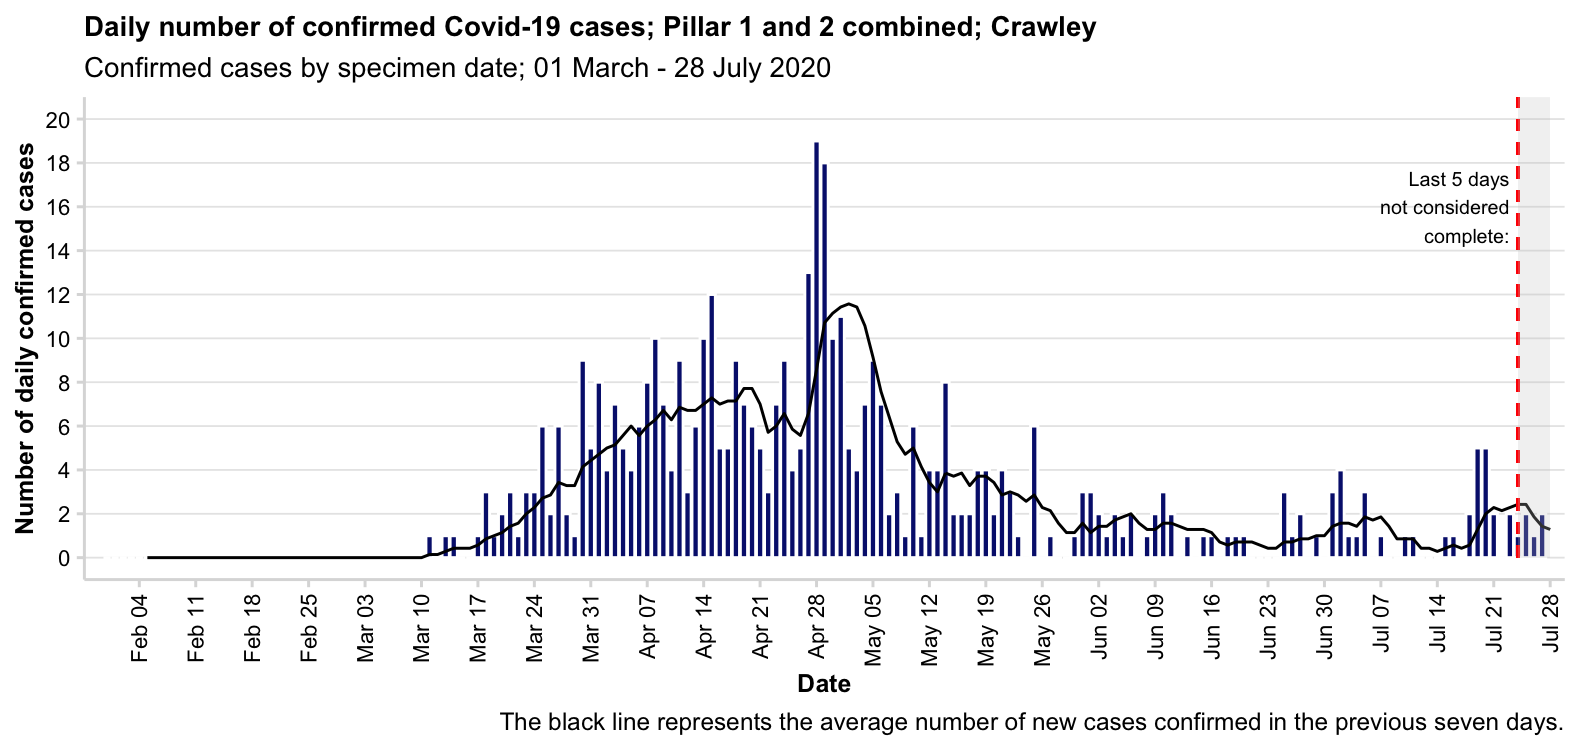 Daily number of confirmed Covid-19 cases; Pillar 1 and 2 combined; Crawley
Confirmed cases by specimen date; 01 March - 28 July 2020
Number of daily confirmed cases
20
18
16
14
12
10
8
6
4
2
0
Last 5 days
not considered
complete:
Feb 04
Feb 11
Feb 18
Feb 25
Mar 03
Mar 10
Mar 17
Mar 24
Mar 31
Apr 07
Apr 14
Apr 21
Apr 28
May 05
May 12
May 19
May 26
Jun 02
Jun 09
Jun 16
Jun 23
Jun 30
Jul 07
Jul 14
Jul 21
Jul 28
Date
The black line represents the average number of new cases confirmed in the previous seven days.